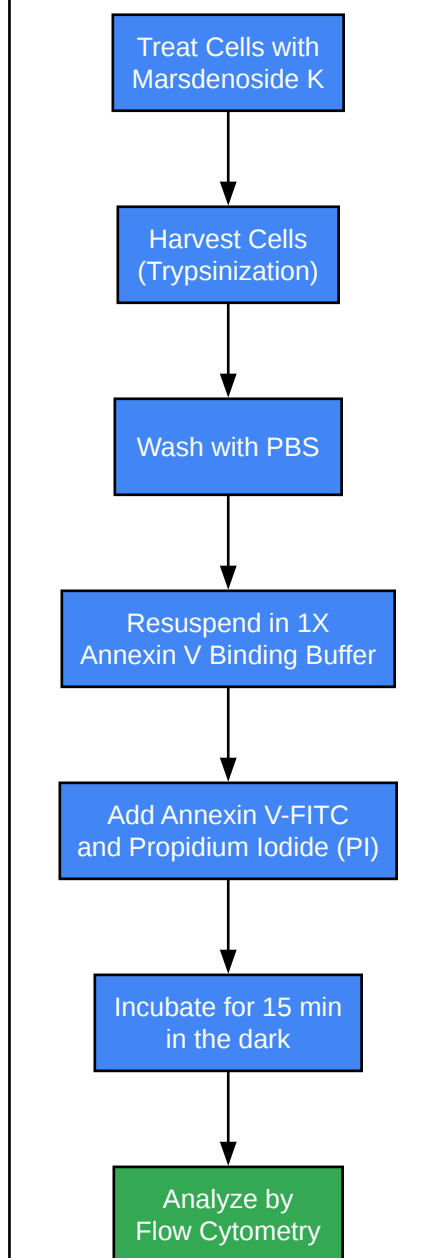 Treat Cells with
Marsdenoside K
Harvest Cells
(Trypsinization)
Wash with PBS
Resuspend in 1X
Annexin V Binding Buffer
Add Annexin V-FITC
and Propidium Iodide (PI)
Incubate for 15 min
in the dark
Analyze by
Flow Cytometry